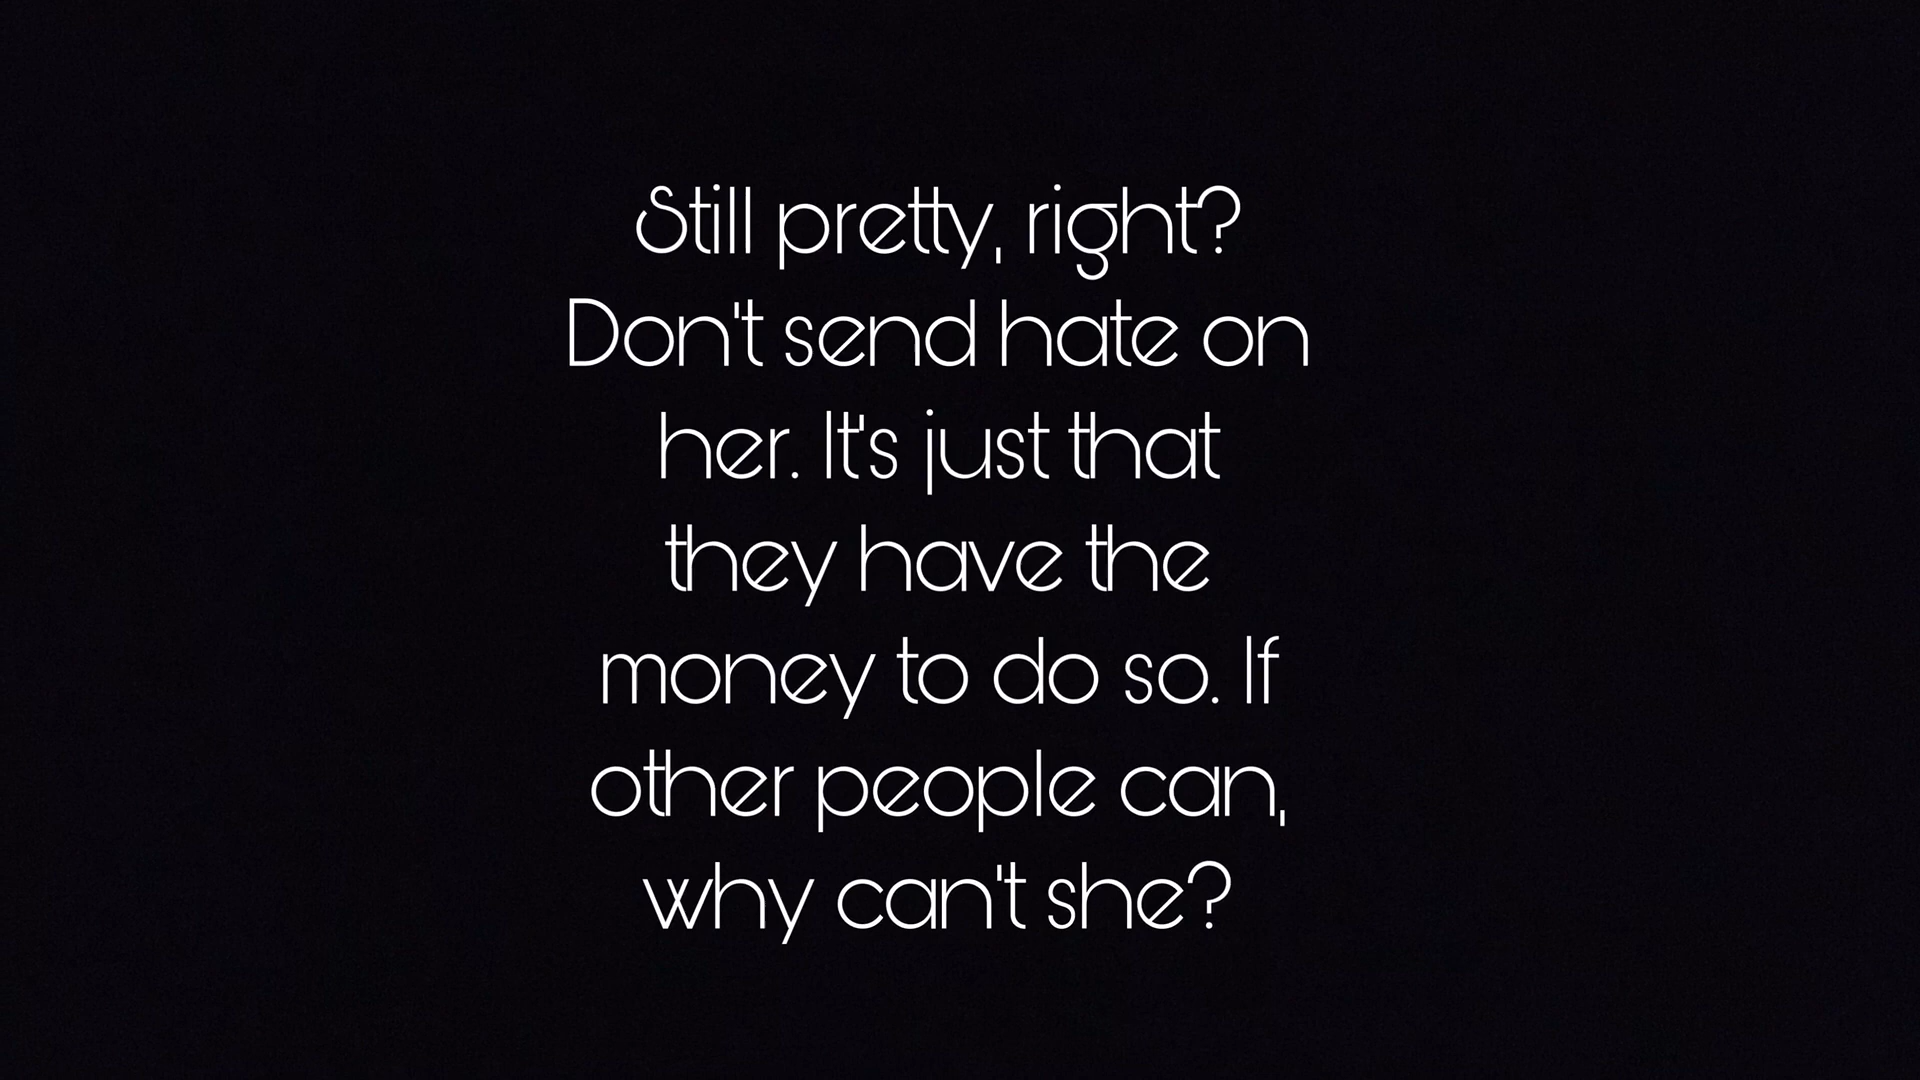 Still pretty, right?
Don't send hate on
her. It's just that
they have the
money to do so. If
other people can,
why can't she?